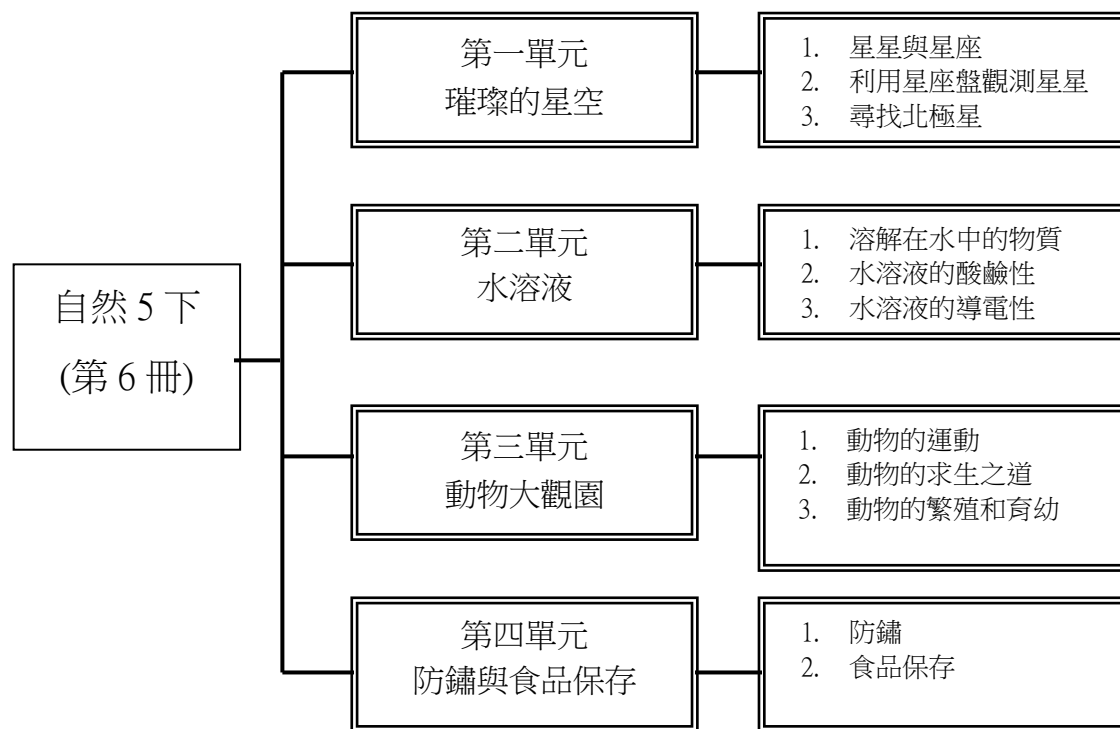 自然 5 下
(第 6 冊)
第一單元
璀璨的星空
1. 星星與星座
2. 利用星座盤觀測星星
3. 尋找北極星
第二單元
水溶液
1. 溶解在水中的物質
2. 水溶液的酸鹼性
3. 水溶液的導電性
第三單元
動物大觀園
1. 動物的運動
2. 動物的求生之道
3. 動物的繁殖和育幼
第四單元
防鏽與食品保存
1. 防鏽
2. 食品保存